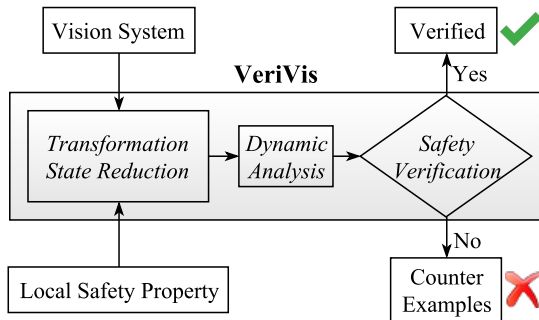 Vision System
Verified
VeriVis
Yes
Transformation
State Reduction
Dynamic
Analysis
Safety
Verification
No
Local Safety Property
Counter
Examples